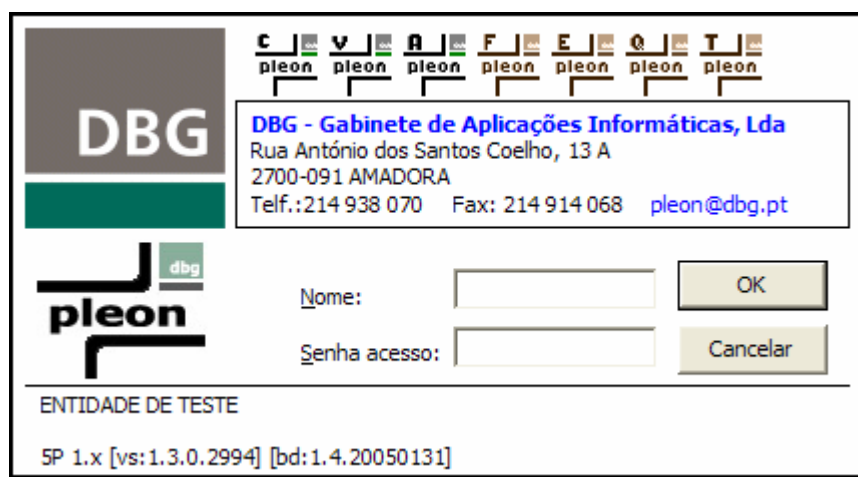 C V A F E Q T
pleon pleon pleon pleon pleon pleon pleon
DBG
DBG - Gabinete de Aplicações Informáticas, Lda
Rua António dos Santos Coelho, 13 A
2700-091 AMADORA
Telf.:214 938 070 Fax: 214 914 068 pleon@dbg.pt
dbg
pleon
Nome:
OK
Senha acesso:
Cancelar
ENTIDADE DE TESTE
5P 1.x [vs:1.3.0.2994] [bd:1.4.20050131]